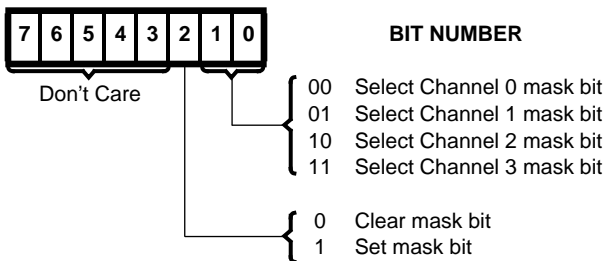 7 6 5 4 3 2 1 0 BIT NUMBER
Don't Care
00 Select Channel 0 mask bit
01 Select Channel 1 mask bit
10 Select Channel 2 mask bit
11 Select Channel 3 mask bit
0 Clear mask bit
1 Set mask bit